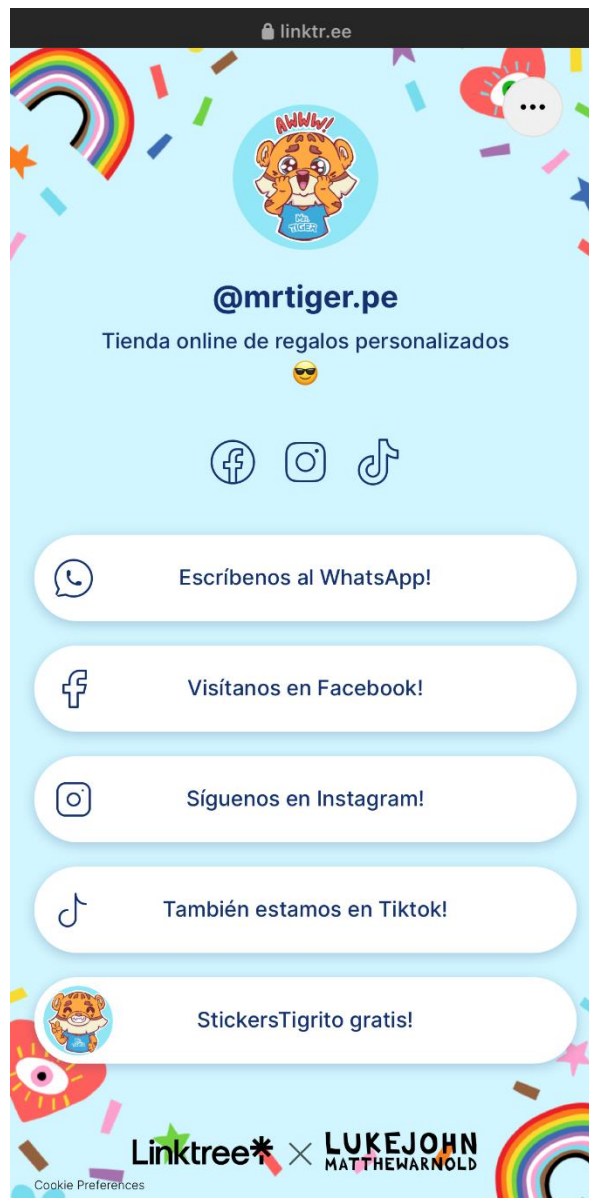 linktr.ee
AWWW!
MR.
TIGER
@mrtiger.pe
Tienda online de regalos personalizados
😎
Escríbenos al WhatsApp!
Visítanos en Facebook!
Síguenos en Instagram!
También estamos en Tiktok!
StickersTigrito gratis!
Linktree* × LUKEJOHN
MATTHEWARNOLD
Cookie Preferences